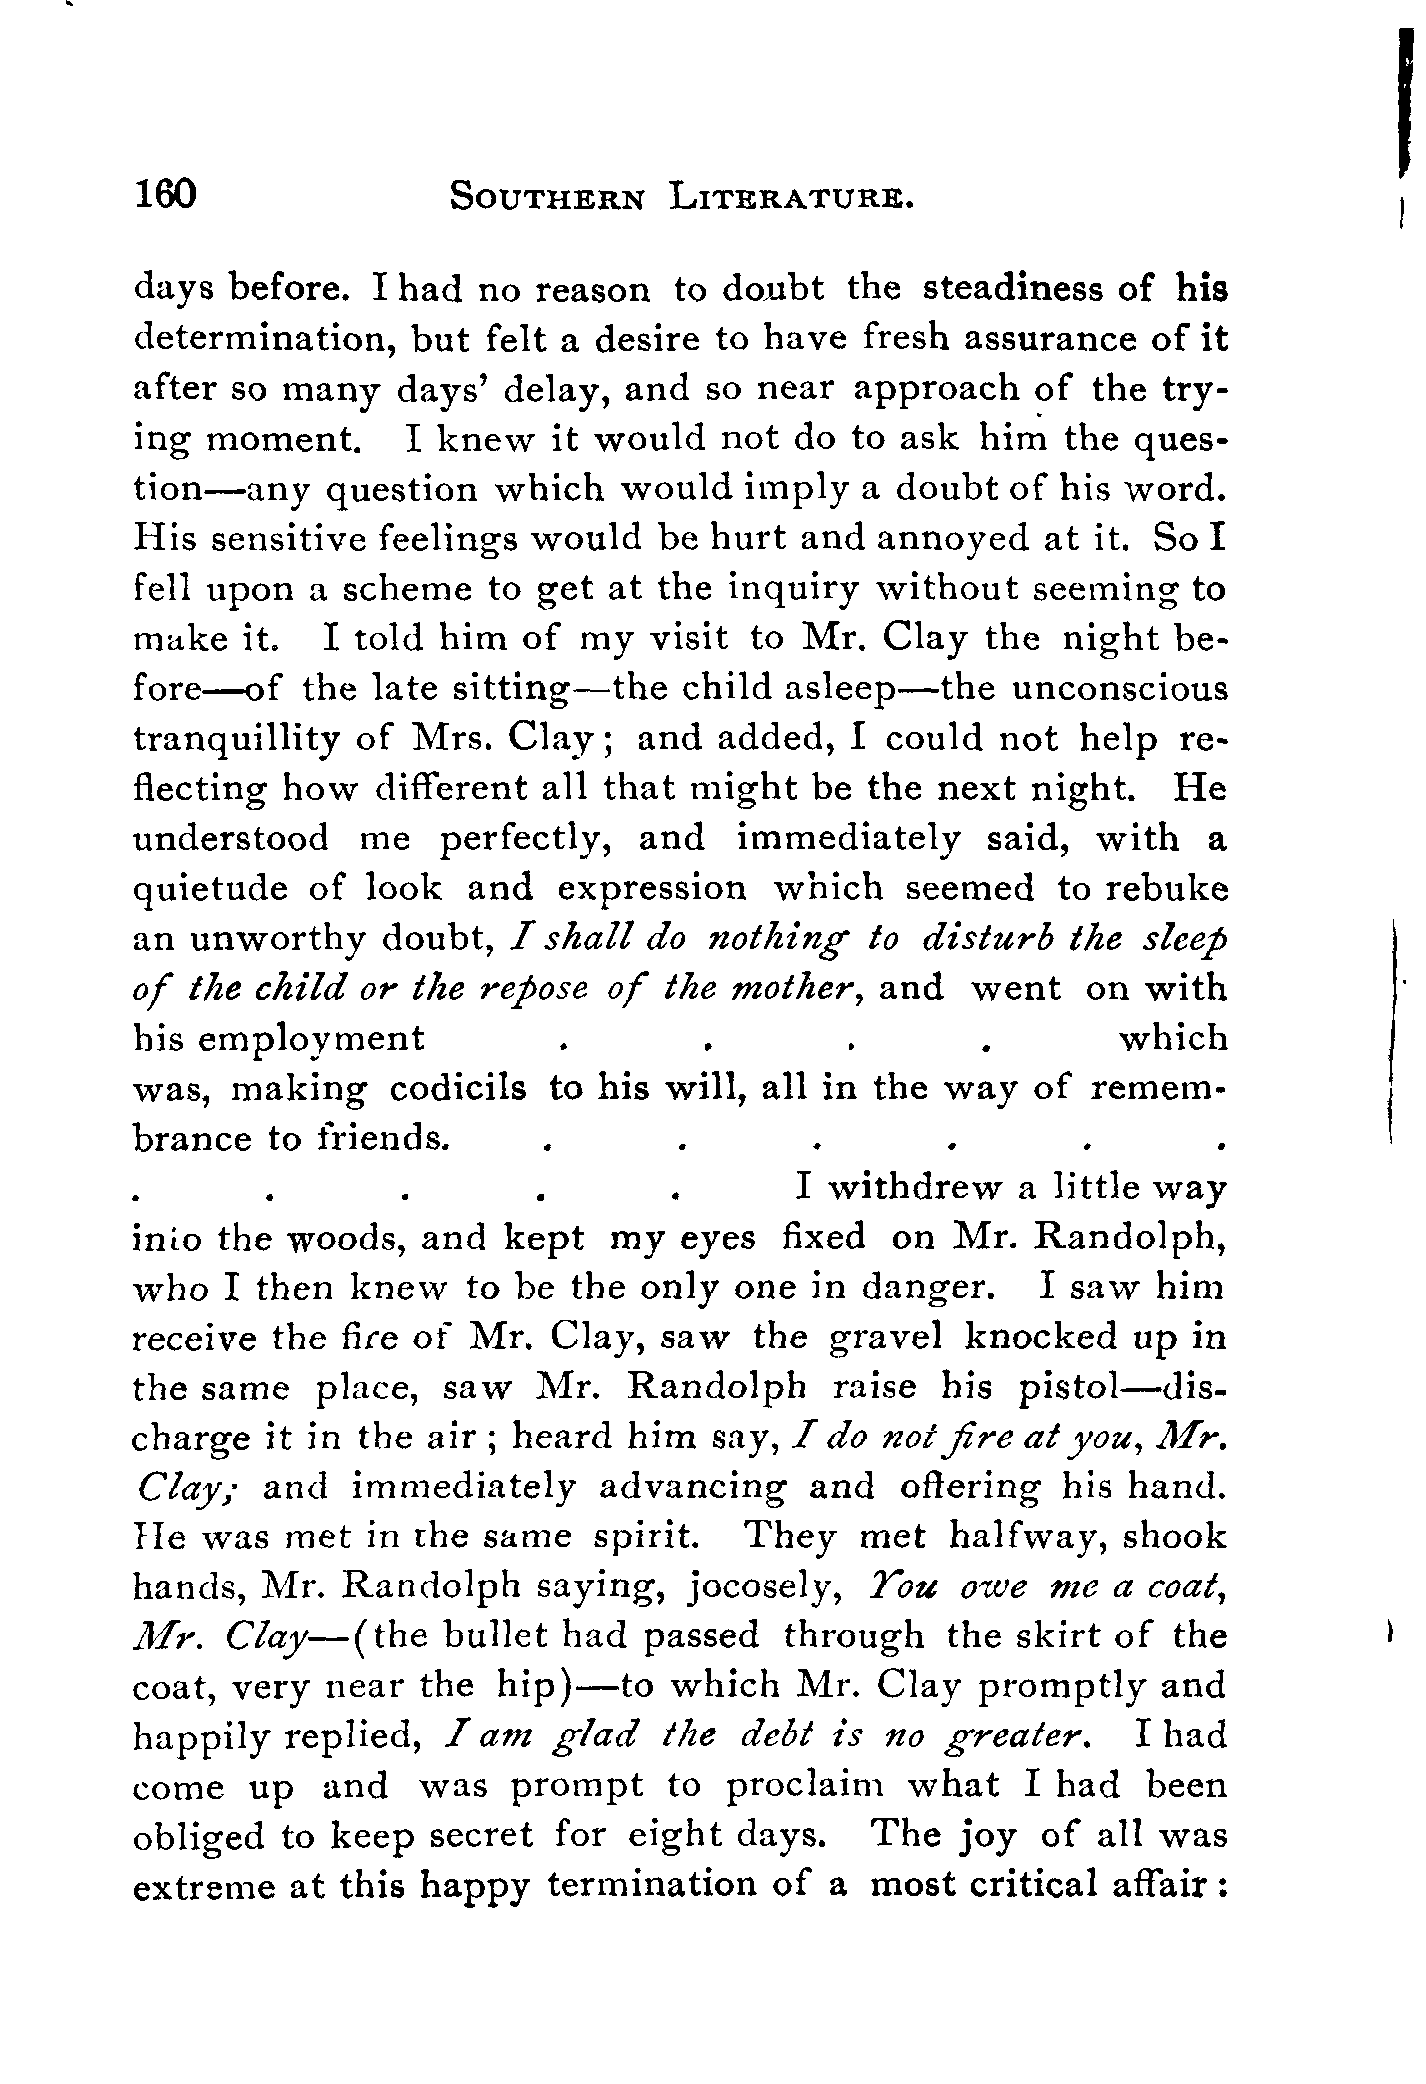 160 SOUTHERN LITERATURE.
days before. I had no reason to doubt the steadiness of his
determination, but felt a desire to have fresh assurance of it
after so many days' delay, and so near approach of the try-
ing moment. I knew it would not do to ask him the ques-
tion—any question which would imply a doubt of his word.
His sensitive feelings would be hurt and annoyed at it. So I
fell upon a scheme to get at the inquiry without seeming to
make it. I told him of my visit to Mr. Clay the night be-
fore—of the late sitting—the child asleep—the unconscious
tranquillity of Mrs. Clay; and added, I could not help re-
flecting how different all that might be the next night. He
understood me perfectly, and immediately said, with a
quietude of look and expression which seemed to rebuke
an unworthy doubt, I shall do nothing to disturb the sleep
of the child or the repose of the mother, and went on with
his employment . . . . which
was, making codicils to his will, all in the way of remem-
brance to friends. . . . . . .
. . . . . I withdrew a little way
into the woods, and kept my eyes fixed on Mr. Randolph,
who I then knew to be the only one in danger. I saw him
receive the fire of Mr. Clay, saw the gravel knocked up in
the same place, saw Mr. Randolph raise his pistol—dis-
charge it in the air; heard him say, I do not fire at you, Mr.
Clay; and immediately advancing and offering his hand.
He was met in the same spirit. They met halfway, shook
hands, Mr. Randolph saying, jocosely, You owe me a coat,
Mr. Clay—(the bullet had passed through the skirt of the
coat, very near the hip)—to which Mr. Clay promptly and
happily replied, I am glad the debt is no greater. I had
come up and was prompt to proclaim what I had been
obliged to keep secret for eight days. The joy of all was
extreme at this happy termination of a most critical affair: